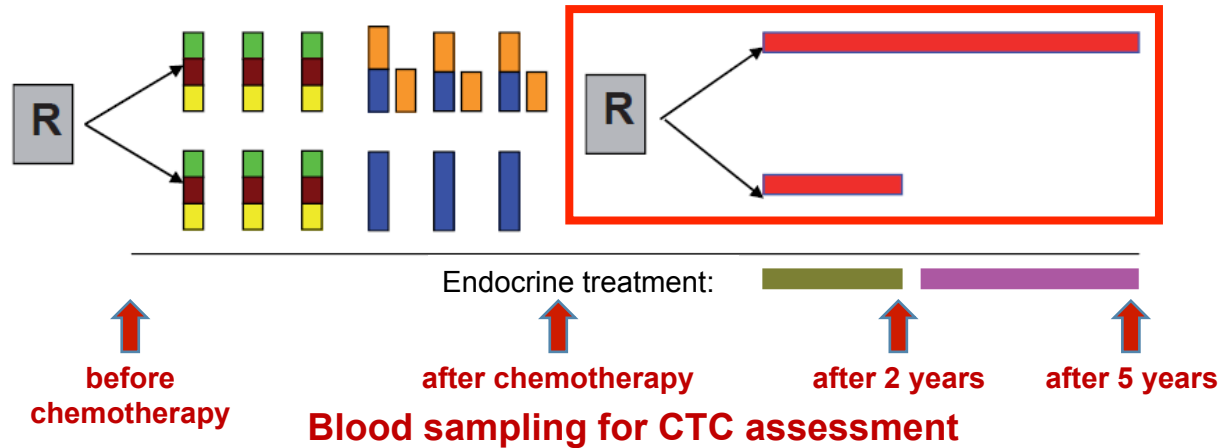 R
R
Endocrine treatment:
before
chemotherapy
after chemotherapy
after 2 years
after 5 years
Blood sampling for CTC assessment